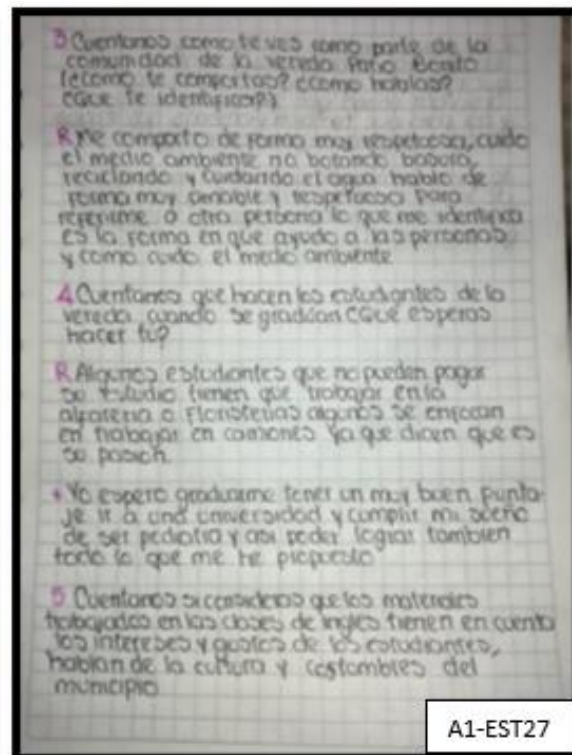 3 Cuentanos como te ves como parte de la
comunidad de la vereda Patio Bonito
(¿como te comportas? ¿como hablas?
¿Que te identifica?)
R Me comporto de forma muy respetuosa, cuido
el medio ambiente no botando basura,
reciclando y cuidando el agua hablo de
forma muy amable y respetuosa para
referirme a otra persona lo que me identifica
es la forma en que ayudo a las personas
y como cuido el medio ambiente
4 Cuentanos que hacen los estudiantes de la
vereda cuando se gradúan ¿Que esperas
hacer tu?
R Algunos estudiantes que no pueden pagar
su estudio tienen que trabajar en la
alfareria o Floristerias algunos se enfocan
en trabajar en camiones ya que dicen que es
su pasion.
Yo espero graduarme tener un muy buen punta-
je ir a una universidad y cumplir mi sueño
de ser pediatra y asi poder lograr tambien
todo lo que me he propuesto
5 Cuentanos si consideras que los materiales
trabajados en las clases de ingles tienen en cuenta
los intereses y gustos de los estudiantes,
hablan de la cultura y costumbres del
municipio
A1-EST27